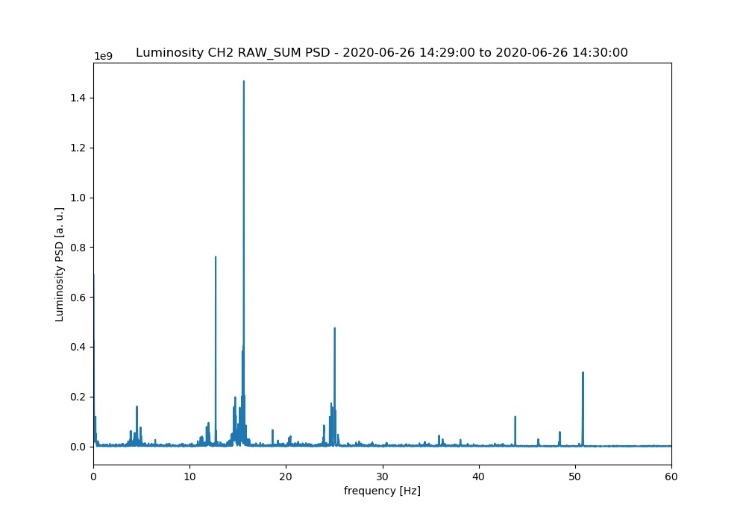 Luminosity CH2 RAW_SUM PSD - 2020-06-26 14:29:00 to 2020-06-26 14:30:00
1e9
1.4
1.2
1.0
0.8
0.6
0.4
0.2
0.0
Luminosity PSD [a. u.]
0 10 20 30 40 50 60
frequency [Hz]